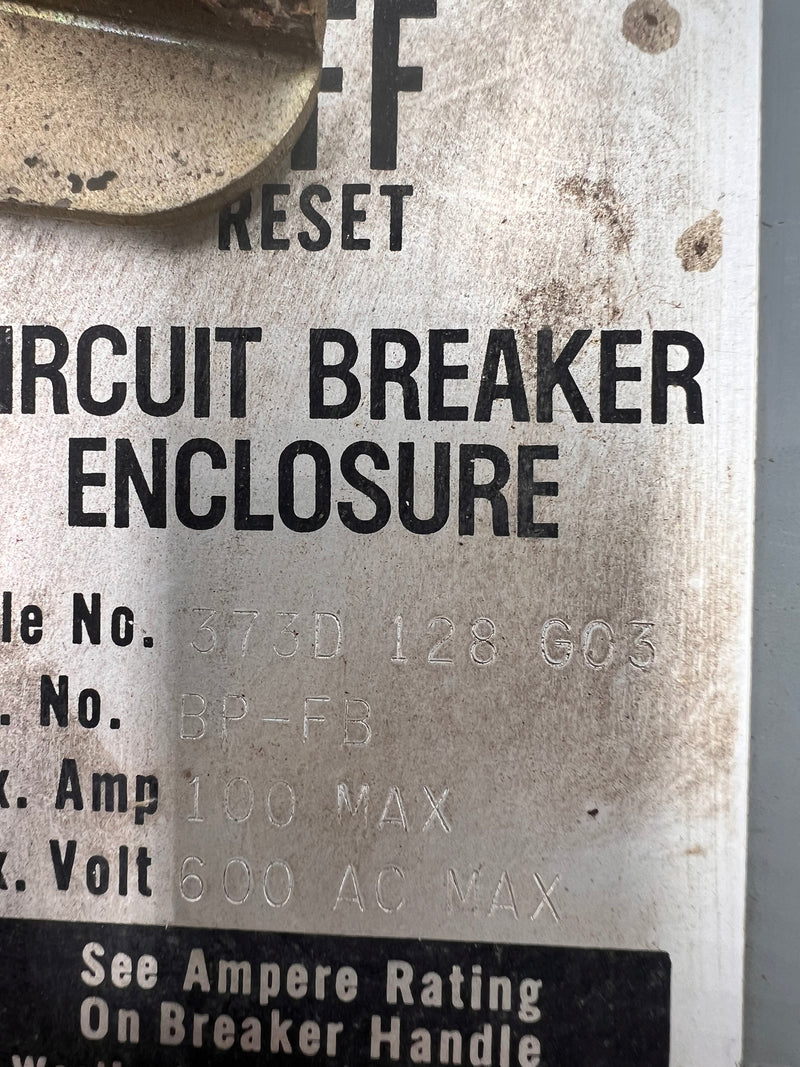 FF
RESET
IRCUIT BREAKER
ENCLOSURE
le No. 373D 128 G03
. No. BP-FB
x. Amp 100 MAX
x. Volt 600 AC MAX
See Ampere Rating
On Breaker Handle